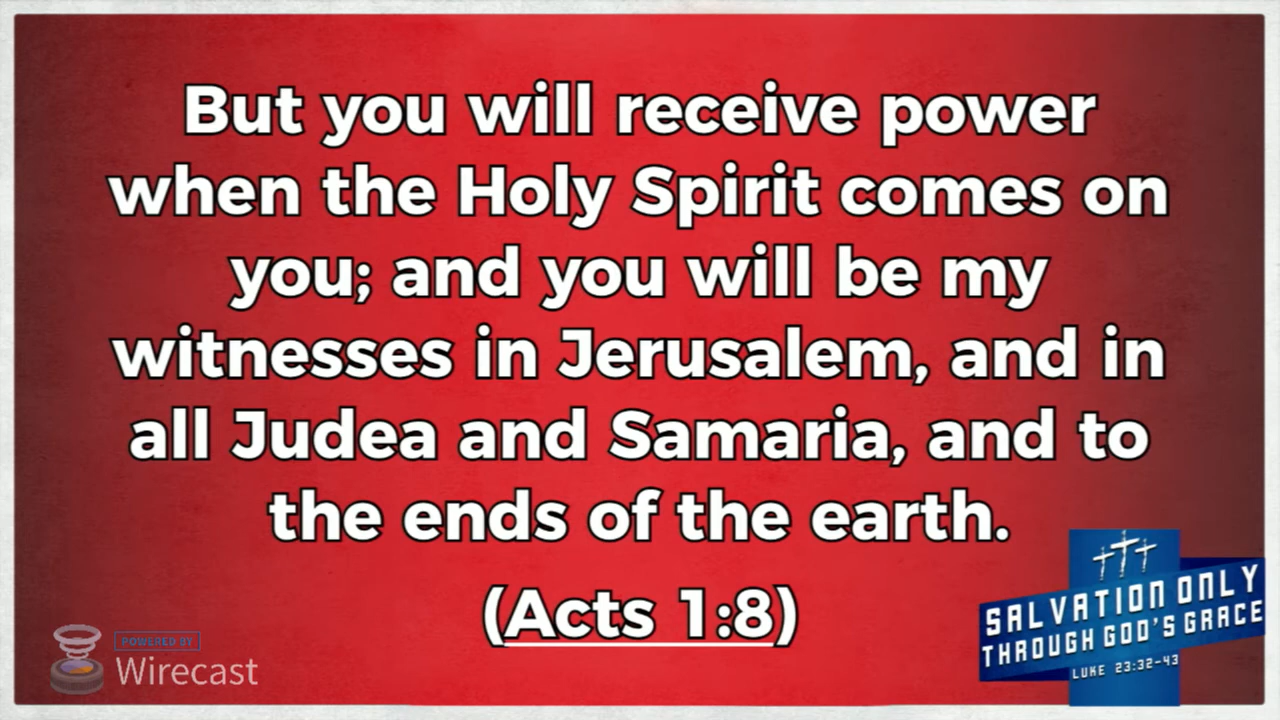 But you will receive power
when the Holy Spirit comes on
you; and you will be my
witnesses in Jerusalem, and in
all Judea and Samaria, and to
the ends of the earth.
(Acts 1:8)
SALVATION ONLY
THROUGH GOD'S GRACE
LUKE 23:32-43
POWERED BY
Wirecast